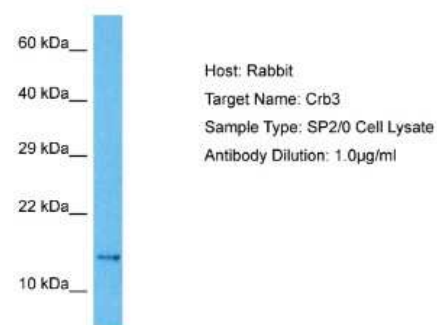 60 kDa
40 kDa
29 kDa
22 kDa
10 kDa
Host: Rabbit
Target Name: Crb3
Sample Type: SP2/0 Cell Lysate
Antibody Dilution: 1.0µg/ml